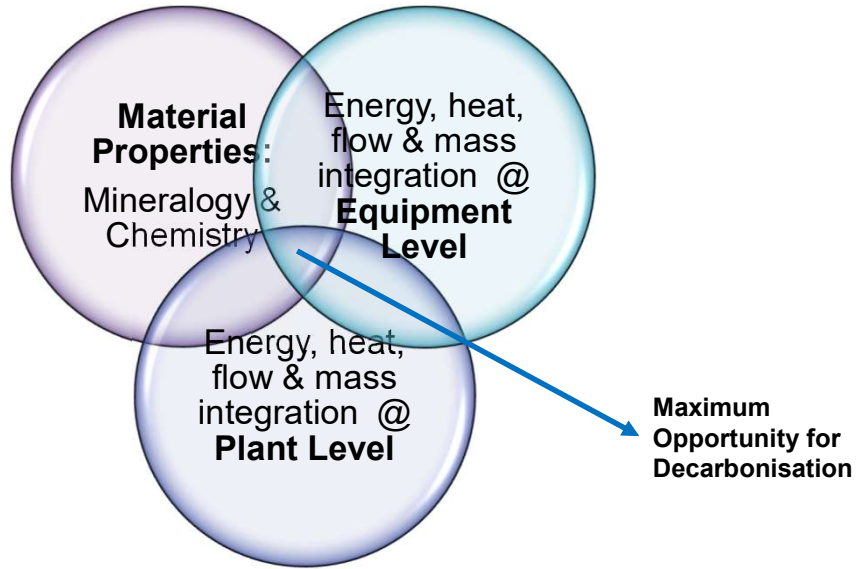 Material
Properties:
Mineralogy &
Chemistry
Energy, heat,
flow & mass
integration @
Equipment
Level
Energy, heat,
flow & mass
integration @
Plant Level
Maximum
Opportunity for
Decarbonisation